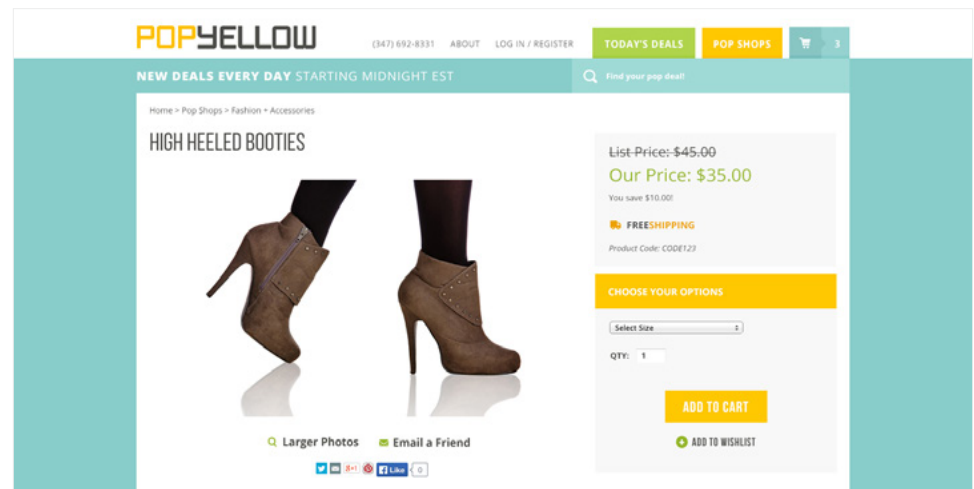 POPYELLOW
(347) 692-8331 ABOUT LOG IN / REGISTER TODAY'S DEALS POP SHOPS 3
NEW DEALS EVERY DAY STARTING MIDNIGHT EST Find your pop deal!
Home > Pop Shops > Fashion + Accessories
HIGH HEELED BOOTIES
List Price: $45.00
Our Price: $35.00
You save $10.00!
FREESHIPPING
Product Code: CODE123
CHOOSE YOUR OPTIONS
Select Size
QTY: 1
ADD TO CART
ADD TO WISHLIST
Larger Photos Email a Friend
Like 0